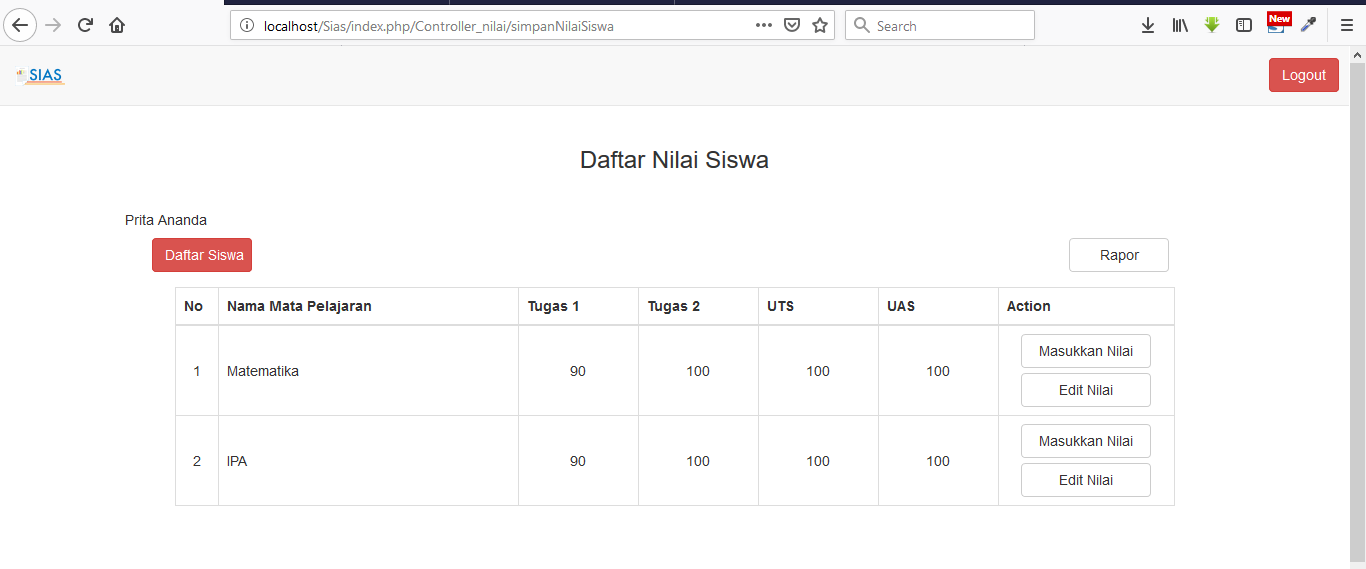 localhost/Sias/index.php/Controller_nilai/simpanNilaiSiswa
Search
New
SIAS
Logout
Daftar Nilai Siswa
Prita Ananda
Daftar Siswa
Rapor
No Nama Mata Pelajaran Tugas 1 Tugas 2 UTS UAS Action
1 Matematika 90 100 100 100 Masukkan Nilai
Edit Nilai
2 IPA 90 100 100 100 Masukkan Nilai
Edit Nilai